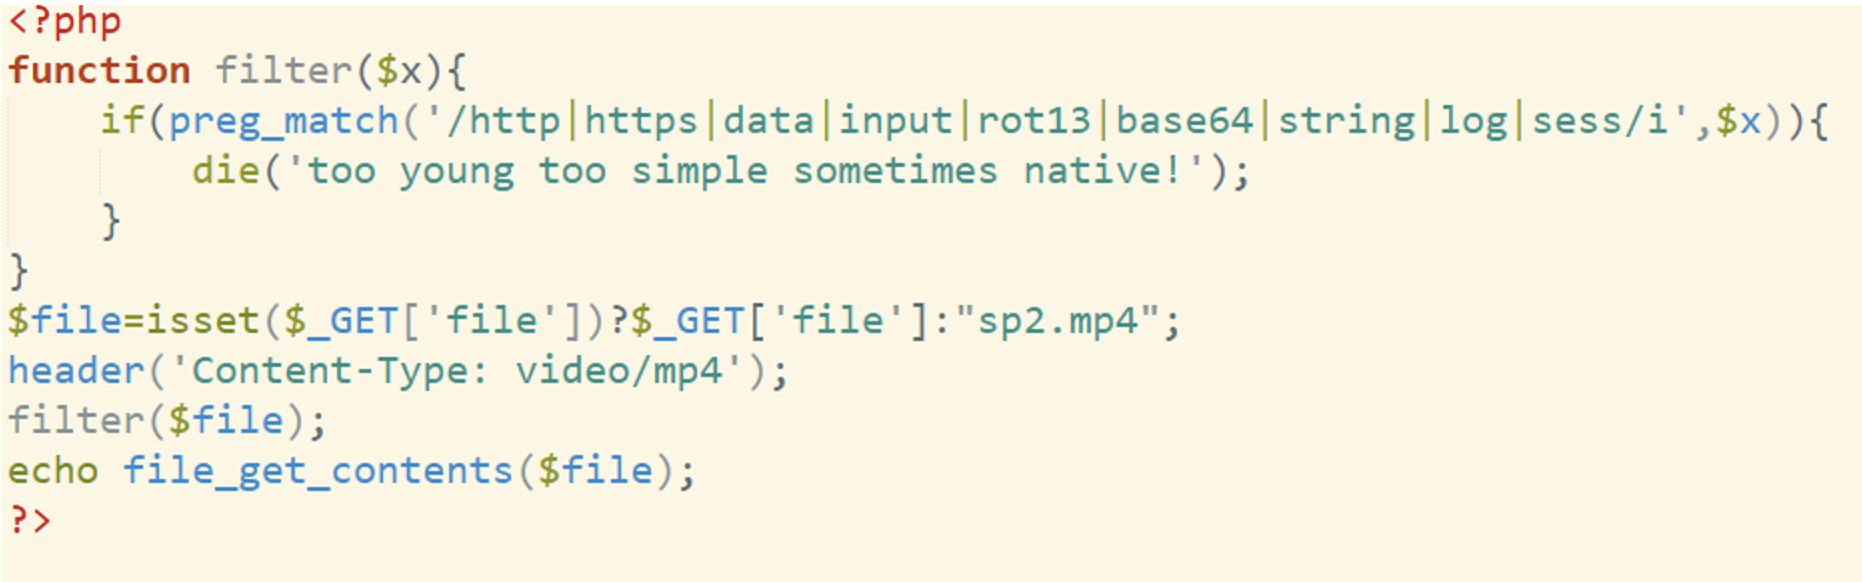 <?php
function filter($x){
    if(preg_match('/http|https|data|input|rot13|base64|string|log|sess/i',$x)){
        die('too young too simple sometimes native!');
    }
}
$file=isset($_GET['file'])?$_GET['file']:"sp2.mp4";
header('Content-Type: video/mp4');
filter($file);
echo file_get_contents($file);
?>